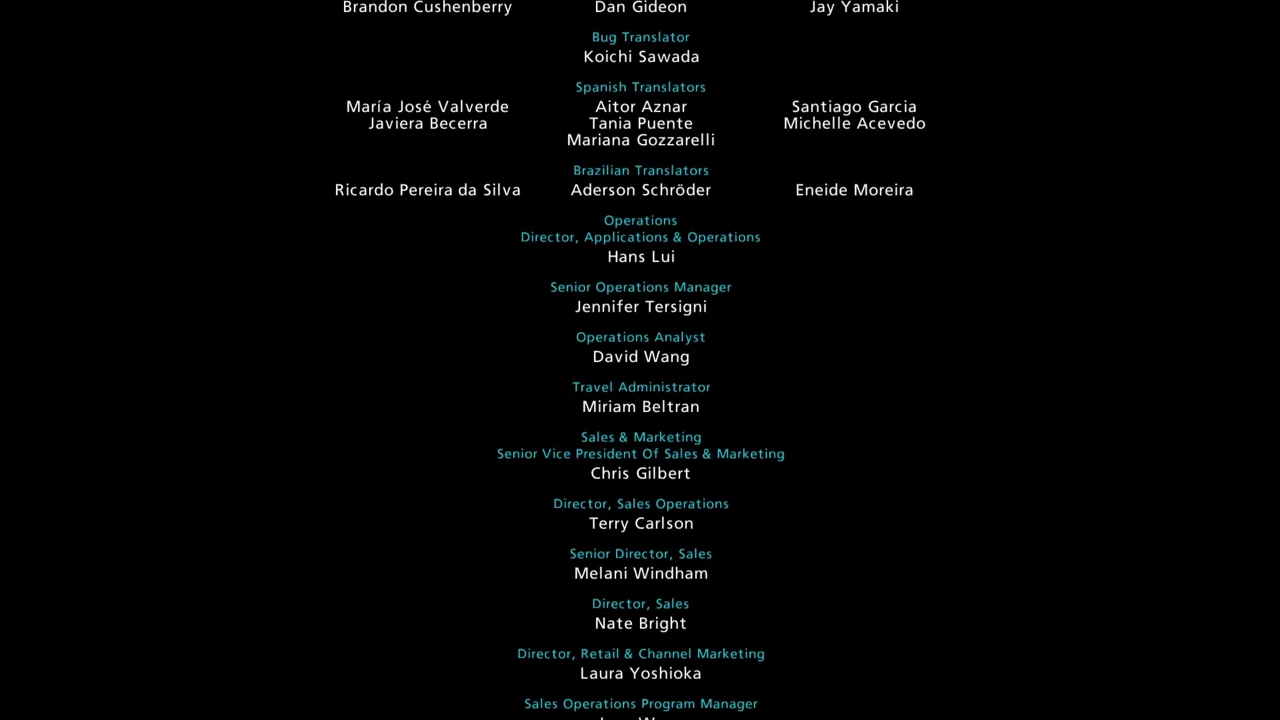 Brandon Cushenberry Dan Gideon Jay Yamaki
Bug Translator
Koichi Sawada
Spanish Translators
María José Valverde Aitor Aznar Santiago Garcia
Javiera Becerra Tania Puente Michelle Acevedo
Mariana Gozzarelli
Brazilian Translators
Ricardo Pereira da Silva Aderson Schröder Eneide Moreira
Operations
Director, Applications & Operations
Hans Lui
Senior Operations Manager
Jennifer Tersigni
Operations Analyst
David Wang
Travel Administrator
Miriam Beltran
Sales & Marketing
Senior Vice President Of Sales & Marketing
Chris Gilbert
Director, Sales Operations
Terry Carlson
Senior Director, Sales
Melani Windham
Director, Sales
Nate Bright
Director, Retail & Channel Marketing
Laura Yoshioka
Sales Operations Program Manager